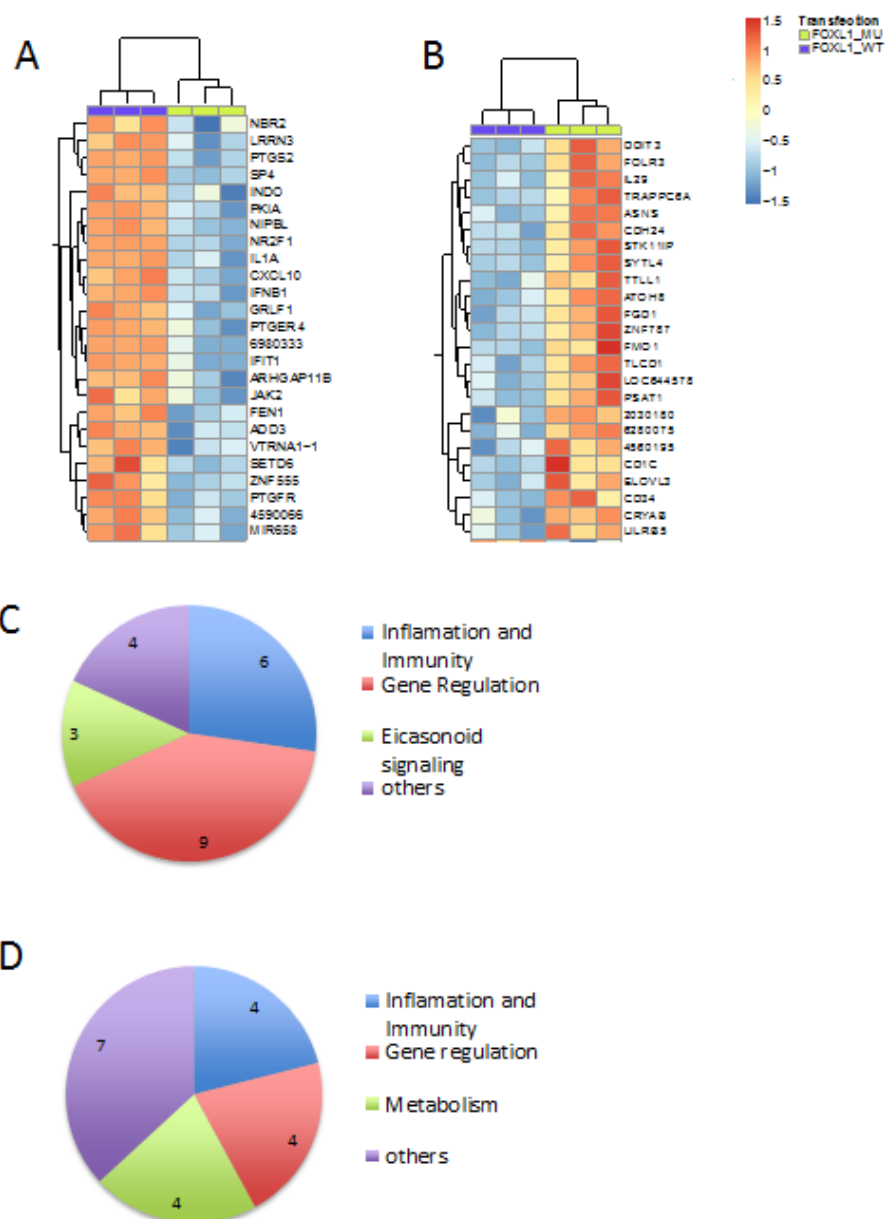 A
B
1.5
1
0.5
0
-0.5
-1
-1.5
Transfection
FOXL1_MU
FOXL1_WT
NBR2
LRRN3
PTGS2
SP4
INDO
PKIA
NIPBL
NR2F1
IL1A
CXCL10
IFNB1
GRLF1
PTGER4
6980333
IFIT1
ARHGAP11B
JAK2
FEN1
ADD3
VTRNA1-1
SETD6
ZNF555
PTGFR
4590066
MIR658
DDIT3
FOLR3
IL29
TRAPPC6A
ASNS
CDH24
STK11IP
SYTL4
TTLL1
ATOH8
FGD1
ZNF787
FMO1
TLCD1
LOC644578
PSAT1
2030180
6280075
4560195
CD1C
ELOVL3
CD34
CRYAB
LILRB5
C
4
6
3
9
Inflamation and
Immunity
Gene Regulation
Eicasonoid
signaling
others
D
7
4
4
4
Inflamation and
Immunity
Gene regulation
Metabolism
others